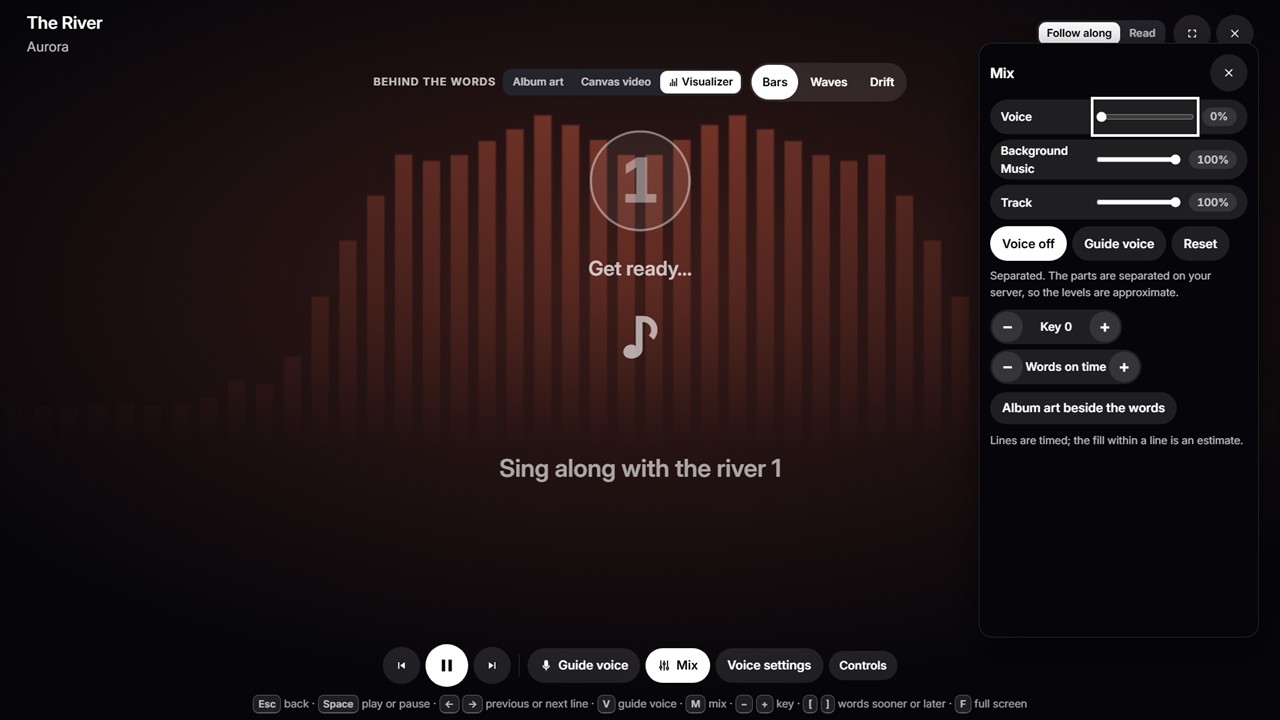 The River
Aurora
Follow along
Read
BEHIND THE WORDS
Album art
Canvas video
Visualizer
Bars
Waves
Drift
Mix
Voice
0%
Background
Music
100%
Track
100%
Voice off
Guide voice
Reset
Separated. The parts are separated on your
server, so the levels are approximate.
− Key 0 +
− Words on time +
Album art beside the words
Lines are timed; the fill within a line is an estimate.
1
Get ready...
Sing along with the river 1
Guide voice
Mix
Voice settings
Controls
Esc back · Space play or pause · ← → previous or next line · V guide voice · M mix · − + key · [ ] words sooner or later · F full screen